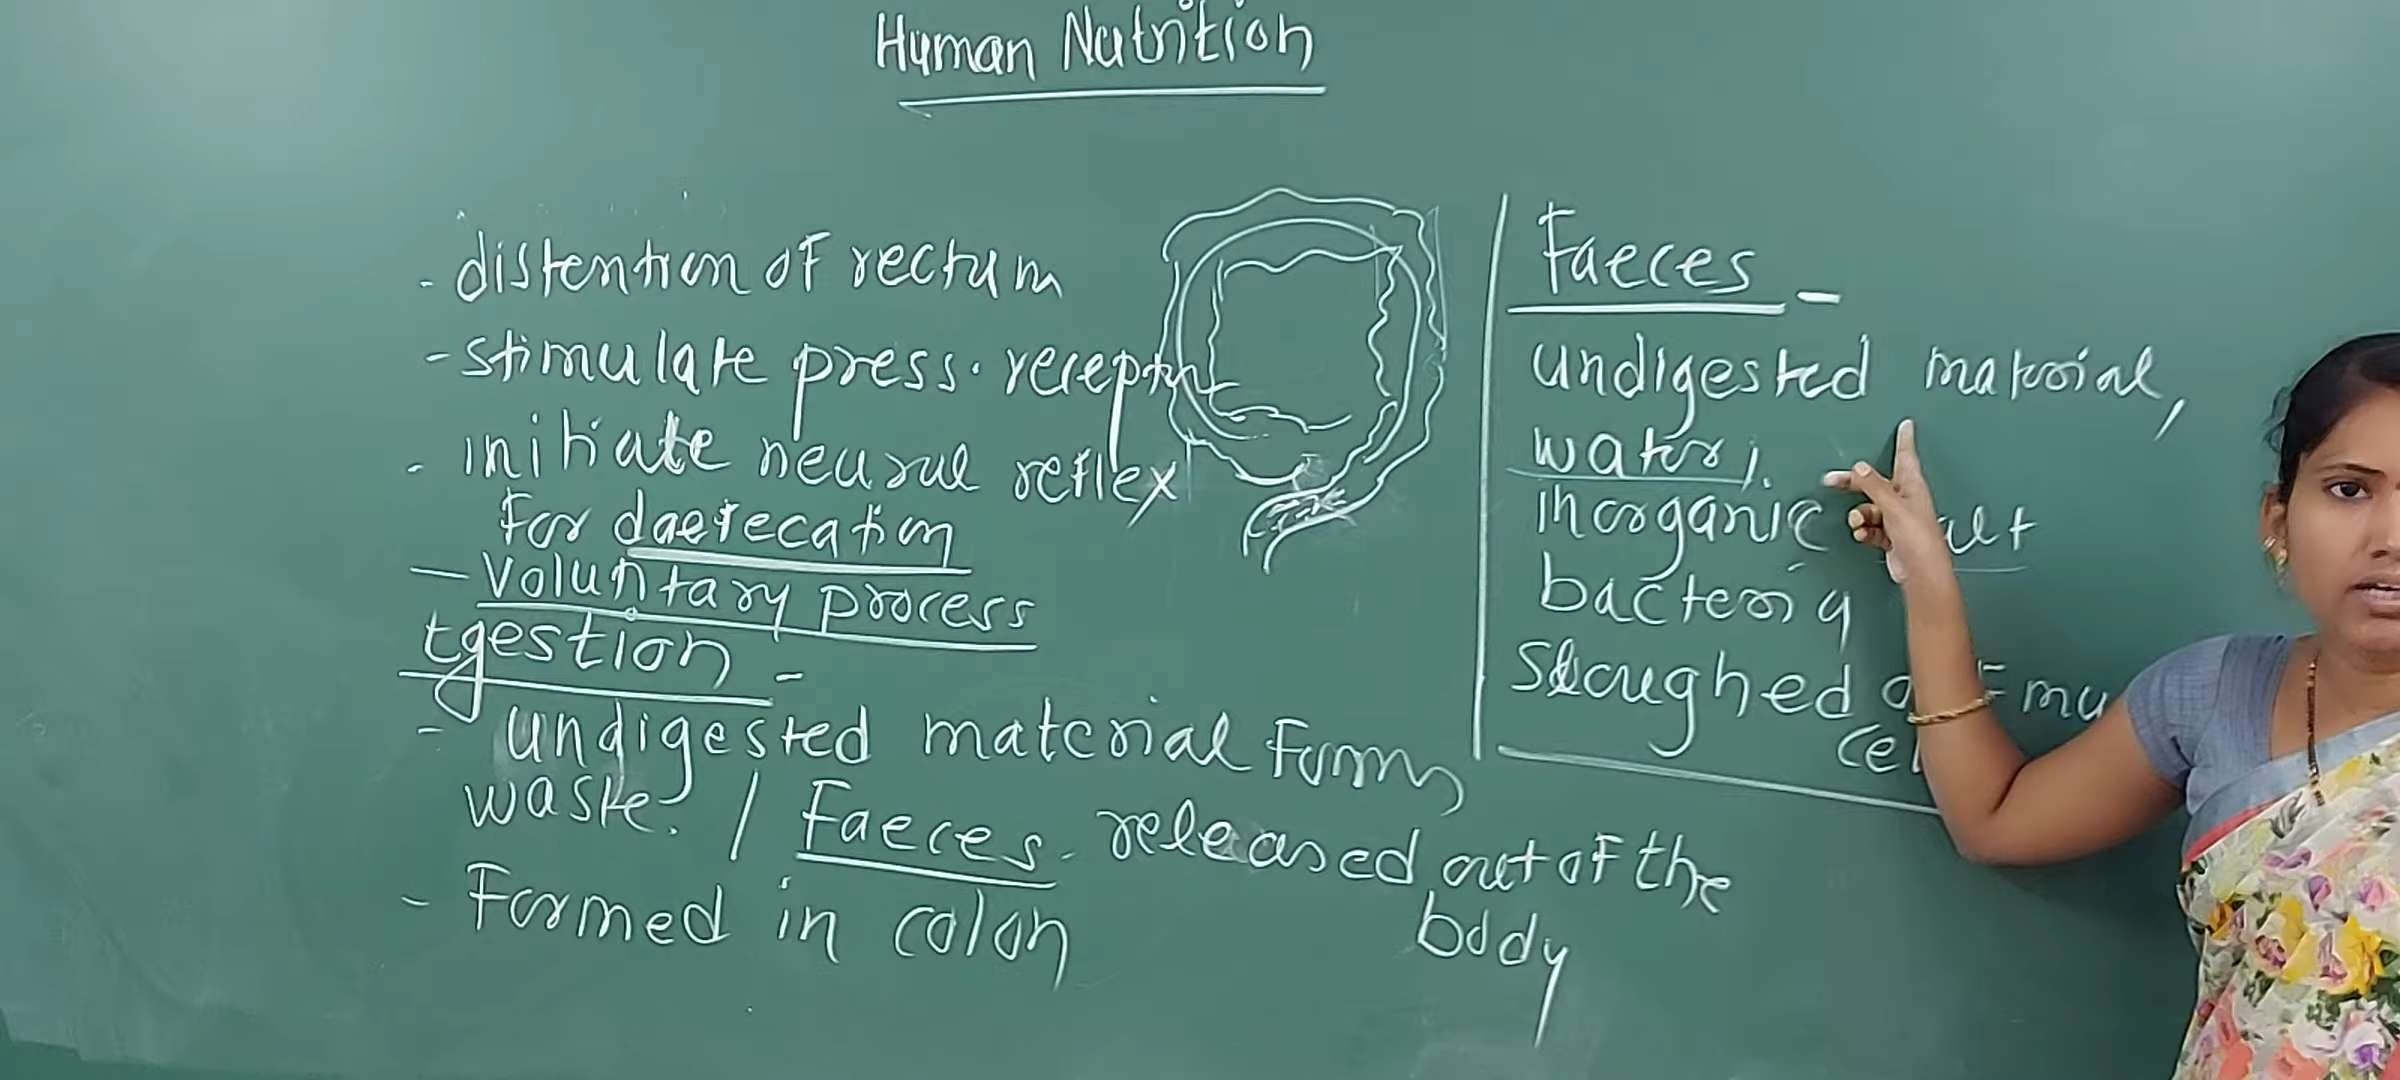 Human Nutrition
- distention of rectum
- stimulate press. receptor
- initiate neural reflex
For daefecation
- Voluntary process
Egestion -
- undigested material Forms
waste. / Faeces. released out of the
body
- Formed in colon
Faeces -
undigested material,
water,
inorganic
bacteria
Sloughed